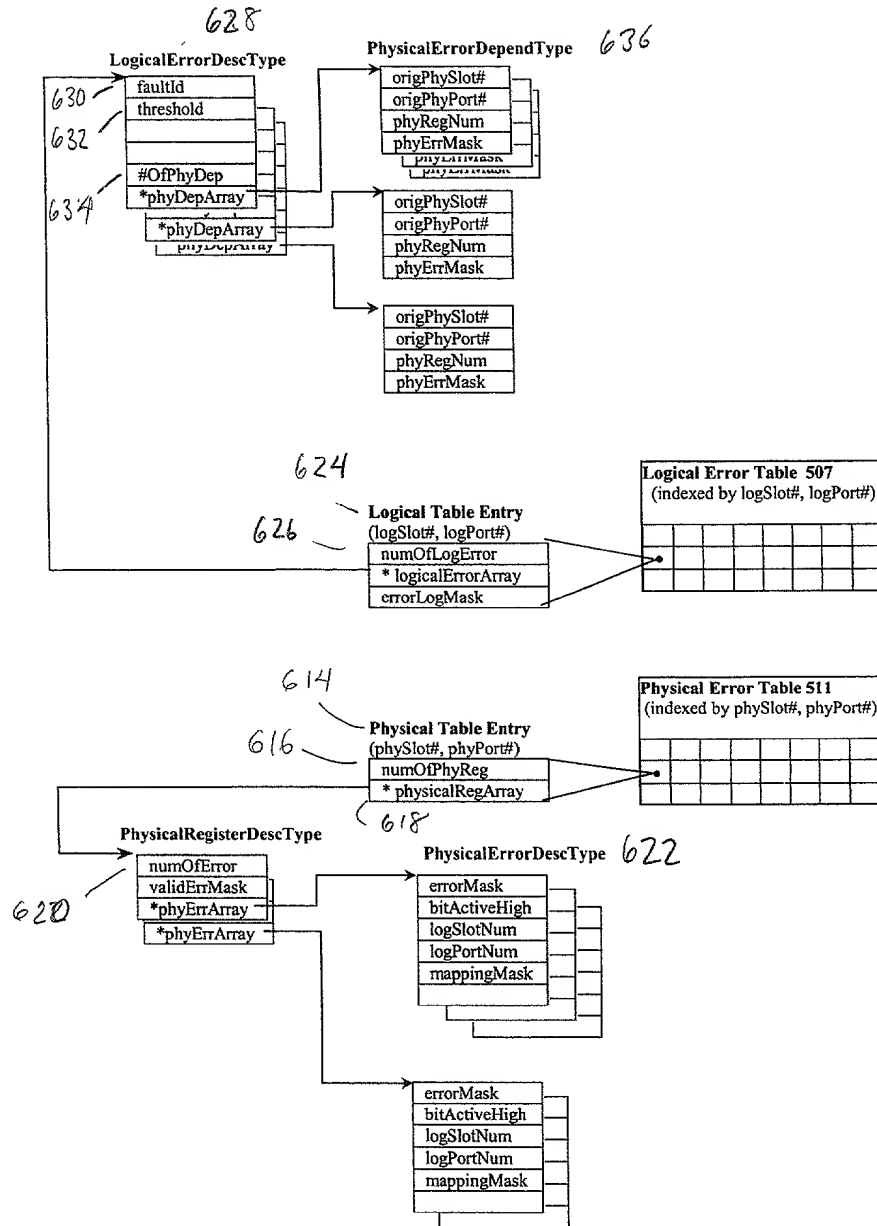 628
LogicalErrorDescType
PhysicalErrorDependType 636
630
faultId
632
threshold
634
#OfPhyDep
*phyDepArray
*phyDepArray
phyDepArray
origPhySlot#
origPhyPort#
phyRegNum
phyErrMask
phyErrMask
phyErrMask
origPhySlot#
origPhyPort#
phyRegNum
phyErrMask
origPhySlot#
origPhyPort#
phyRegNum
phyErrMask
624
Logical Table Entry
(logSlot#, logPort#)
626
numOfLogError
* logicalErrorArray
errorLogMask
Logical Error Table 507
(indexed by logSlot#, logPort#)
614
Physical Table Entry
616
(phySlot#, phyPort#)
numOfPhyReg
* physicalRegArray
618
Physical Error Table 511
(indexed by phySlot#, phyPort#)
PhysicalRegisterDescType
620
numOfError
validErrMask
*phyErrArray
*phyErrArray
PhysicalErrorDescType 622
errorMask
bitActiveHigh
logSlotNum
logPortNum
mappingMask
errorMask
bitActiveHigh
logSlotNum
logPortNum
mappingMask